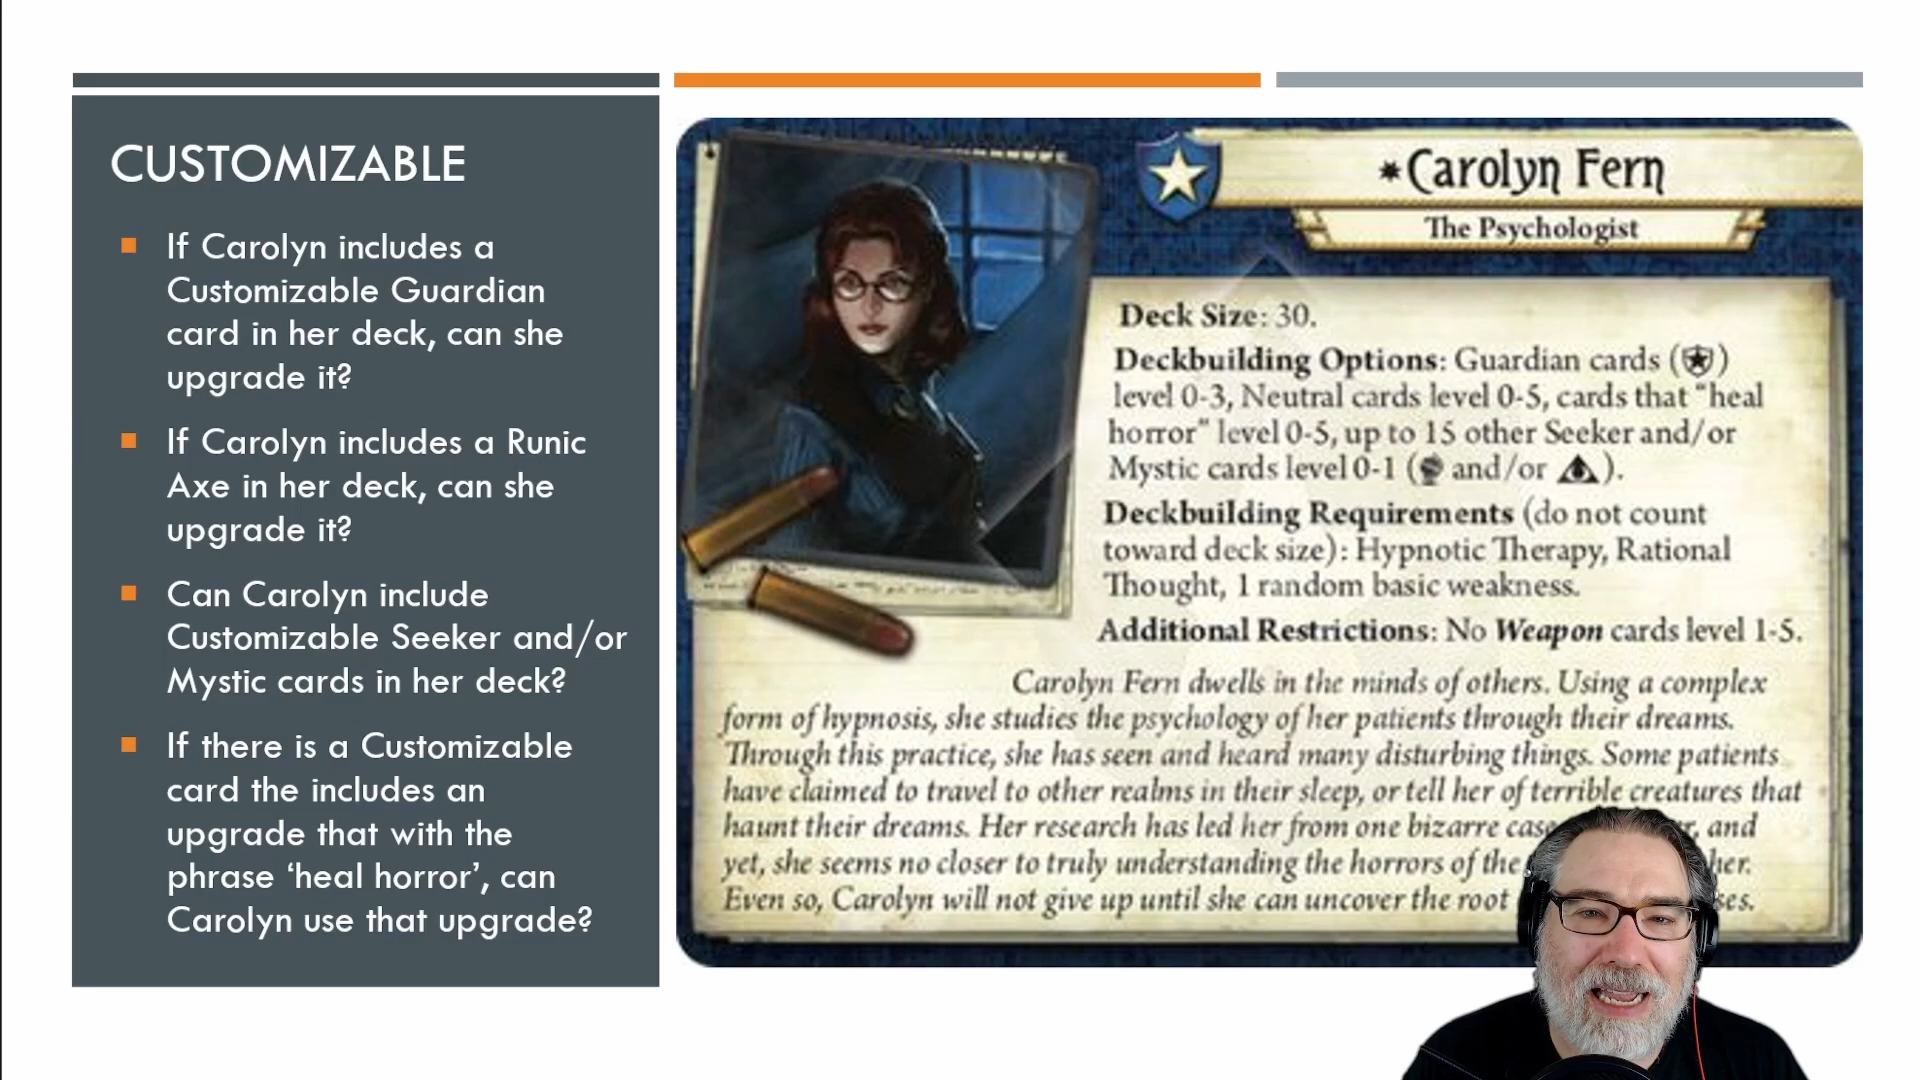 CUSTOMIZABLE
If Carolyn includes a
Customizable Guardian
card in her deck, can she
upgrade it?
If Carolyn includes a Runic
Axe in her deck, can she
upgrade it?
Can Carolyn include
Customizable Seeker and/or
Mystic cards in her deck?
If there is a Customizable
card the includes an
upgrade that with the
phrase ‘heal horror’, can
Carolyn use that upgrade?
Carolyn Fern
The Psychologist
Deck Size: 30.
Deckbuilding Options: Guardian cards ( )
level 0-3, Neutral cards level 0-5, cards that "heal
horror" level 0-5, up to 15 other Seeker and/or
Mystic cards level 0-1 ( and/or ).
Deckbuilding Requirements (do not count
toward deck size): Hypnotic Therapy, Rational
Thought, 1 random basic weakness.
Additional Restrictions: No Weapon cards level 1-5.
Carolyn Fern dwells in the minds of others. Using a complex
form of hypnosis, she studies the psychology of her patients through their dreams.
Through this practice, she has seen and heard many disturbing things. Some patients
have claimed to travel to other realms in their sleep, or tell her of terrible creatures that
haunt their dreams. Her research has led her from one bizarre case and
yet, she seems no closer to truly understanding the horrors of the
Even so, Carolyn will not give up until she can uncover the root